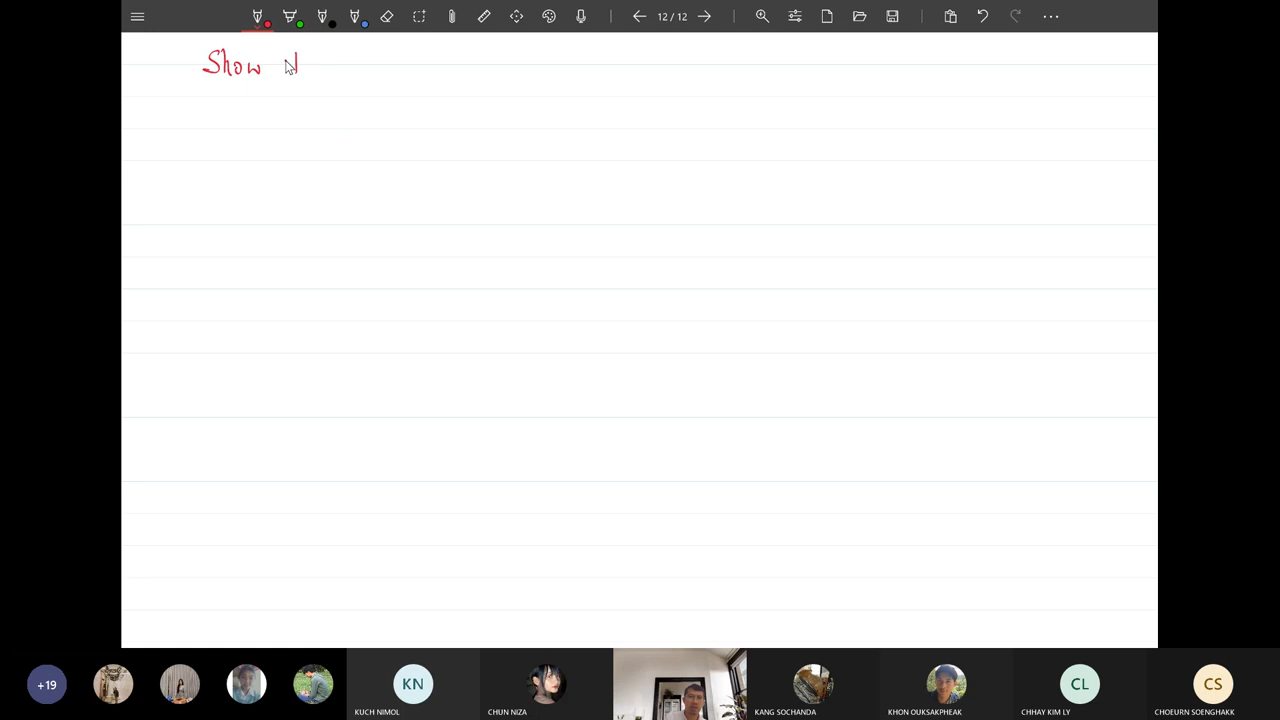 12 / 12
Show
+19
KN
KUCH NIMOL
CHUN NIZA
KANG SOCHANDA
KHON OUKSAKPHEAK
CL
CHHAY KIM LY
CS
CHOEURN SOENGHAKK